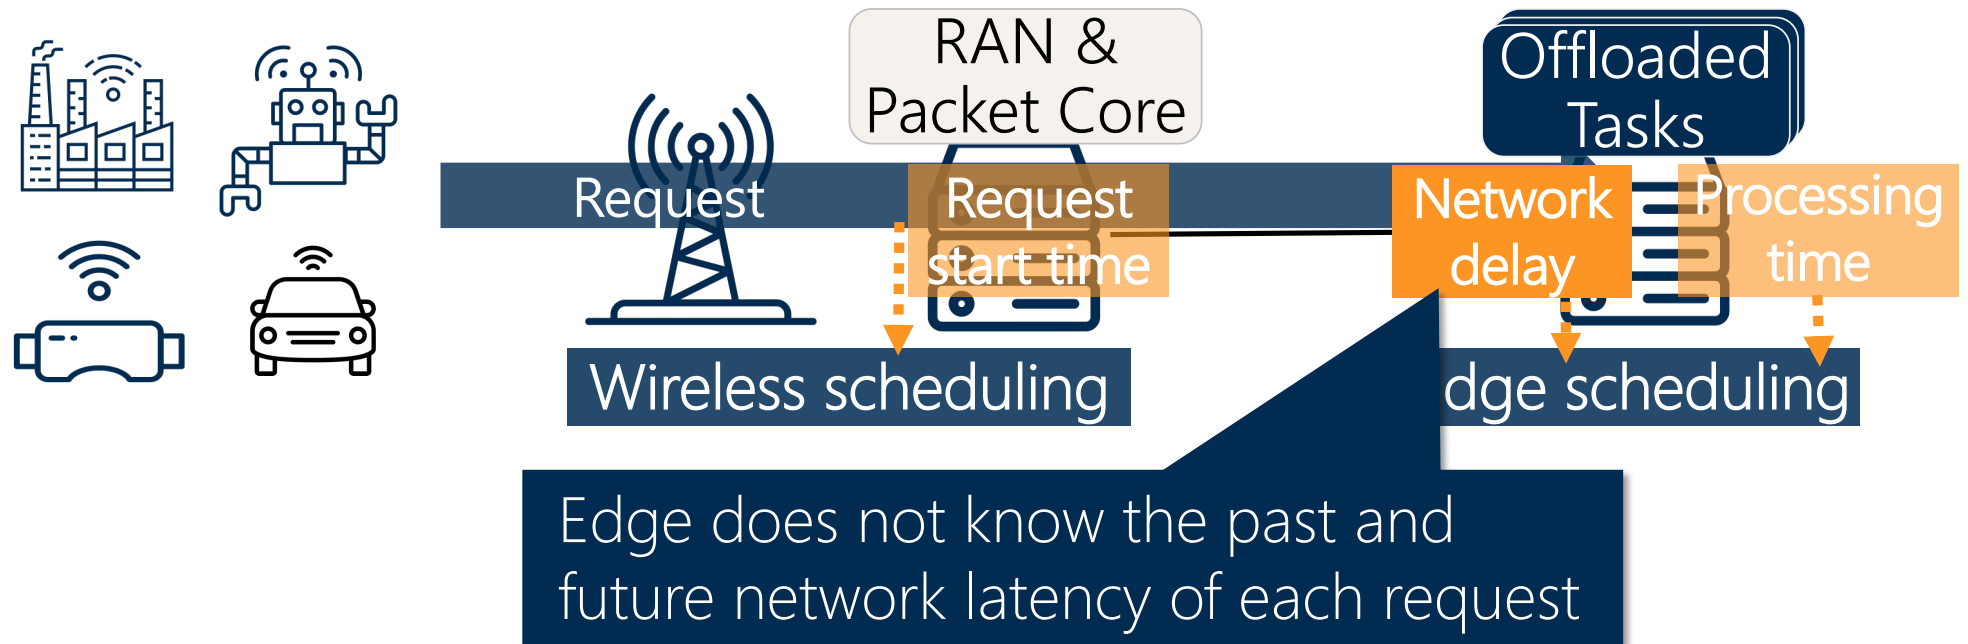 RAN &
Packet Core
Offloaded
Tasks
Request
Request
start time
Network
delay
Processing
time
Wireless scheduling
dge scheduling
Edge does not know the past and
future network latency of each request